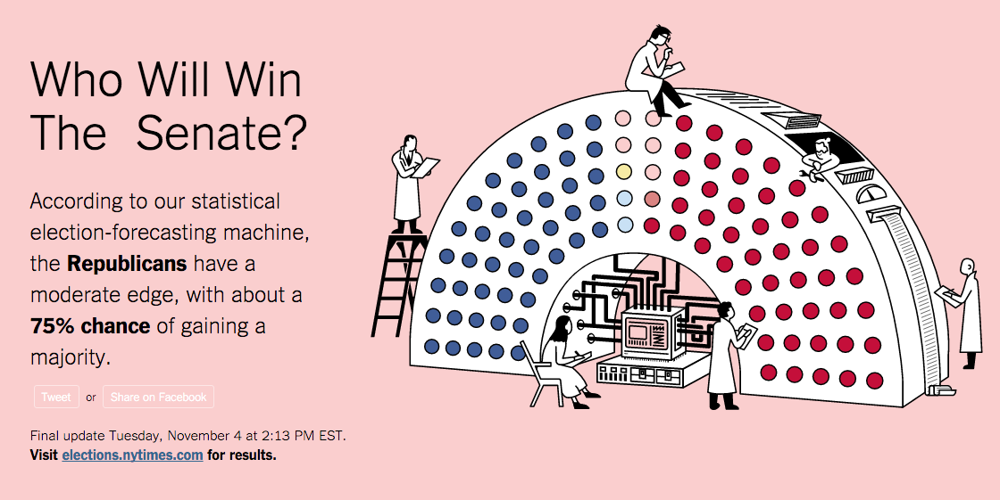 Who Will Win
The Senate?
According to our statistical
election-forecasting machine,
the Republicans have a
moderate edge, with about a
75% chance of gaining a
majority.
Tweet or Share on Facebook
Final update Tuesday, November 4 at 2:13 PM EST.
Visit elections.nytimes.com for results.